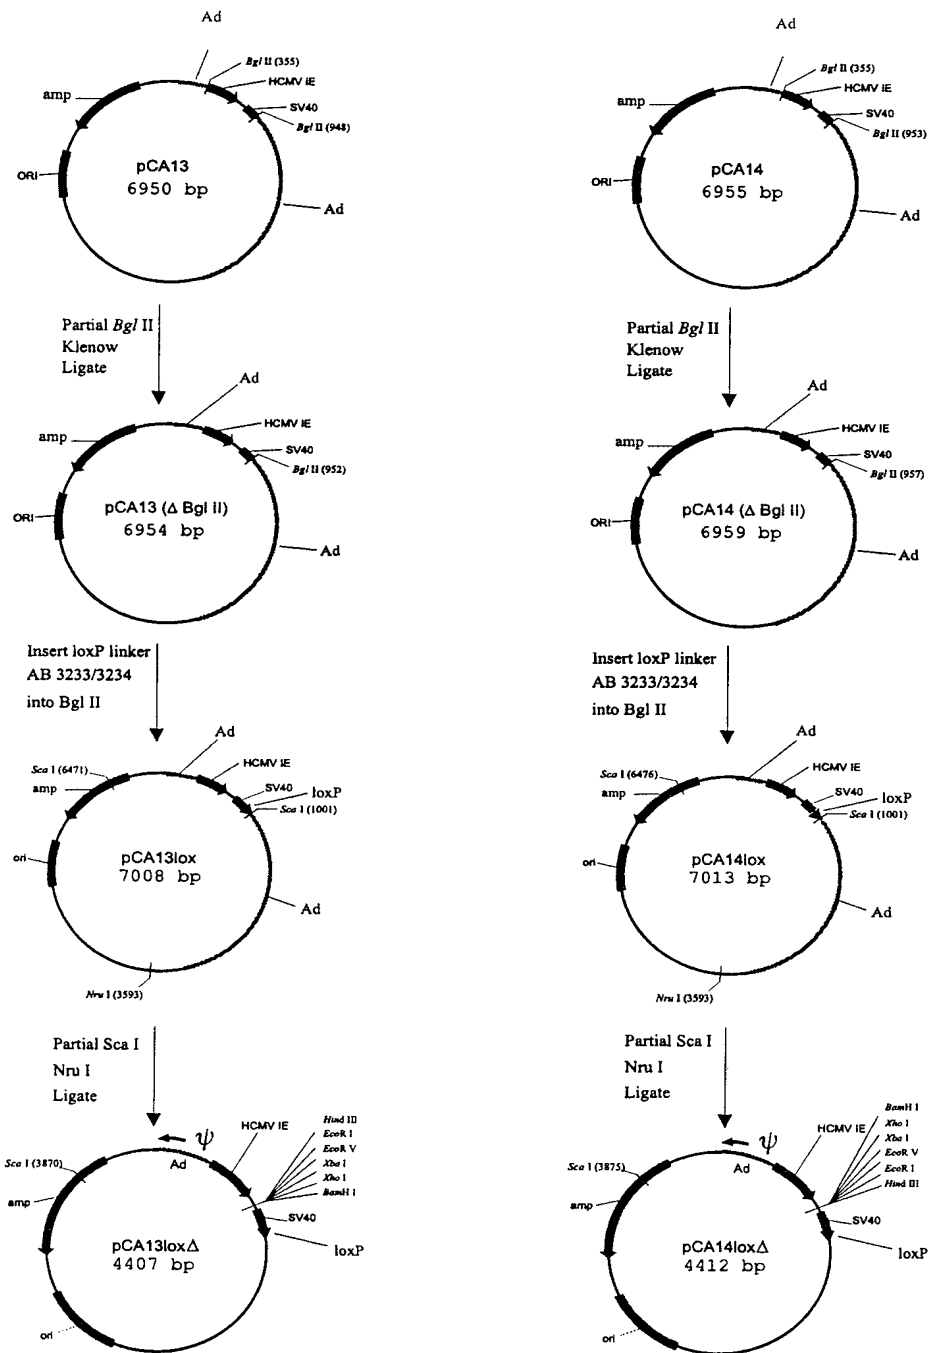 Ad
Bgl II (355)
HCMV IE
amp
SV40
Bgl II (948)
pCA13
6950 bp
ORI
Ad
Ad
Bgl II (355)
HCMV IE
amp
SV40
Bgl II (953)
pCA14
6955 bp
ORI
Ad
Partial Bgl II
Klenow
Ligate
Partial Bgl II
Klenow
Ligate
Ad
HCMV IE
amp
SV40
Bgl II (952)
pCA13 (Δ Bgl II)
6954 bp
ORI
Ad
Ad
HCMV IE
amp
SV40
Bgl II (957)
pCA14 (Δ Bgl II)
6959 bp
ORI
Ad
Insert loxP linker
AB 3233/3234
into Bgl II
Insert loxP linker
AB 3233/3234
into Bgl II
Ad
HCMV IE
Sca I (6471)
amp
SV40
loxP
Sca I (1001)
ori
pCA13lox
7008 bp
Ad
Nru I (3593)
Ad
HCMV IE
Sca I (6476)
amp
SV40
loxP
Sca I (1001)
ori
pCA14lox
7013 bp
Ad
Nru I (3593)
Partial Sca I
Nru I
Ligate
Partial Sca I
Nru I
Ligate
ψ
HCMV IE
Hind III
EcoR I
EcoR V
Xba I
Xho I
BamH I
Ad
Sca I (3870)
amp
SV40
loxP
pCA13loxΔ
4407 bp
ori
ψ
HCMV IE
BamH I
Xho I
Xba I
EcoR V
EcoR I
Hind III
Ad
Sca I (3875)
amp
SV40
loxP
pCA14loxΔ
4412 bp
ori